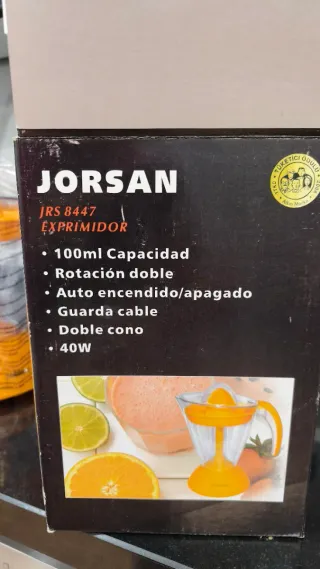 JORSAN
JRS 8447
EXPRIMIDOR
• 100ml Capacidad
• Rotación doble
• Auto encendido/apagado
• Guarda cable
• Doble cono
• 40W